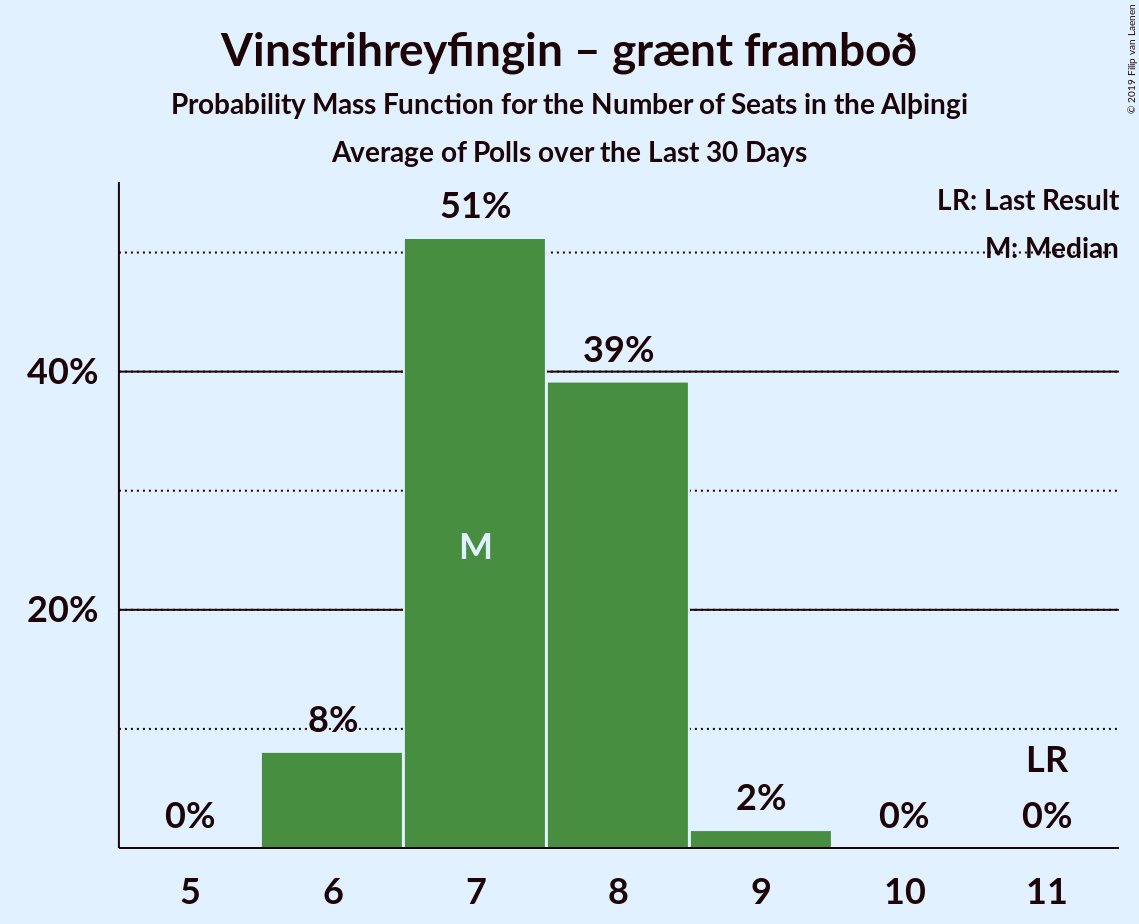 Vinstrihreyfingin – grænt framboð
Probability Mass Function for the Number of Seats in the Alþingi
Average of Polls over the Last 30 Days
© 2019 Filip van Laenen
LR: Last Result
M: Median
51%
39%
40%
M
20%
8%
LR
0%
2%
0%
0%
5
6
7
8
9
10
11